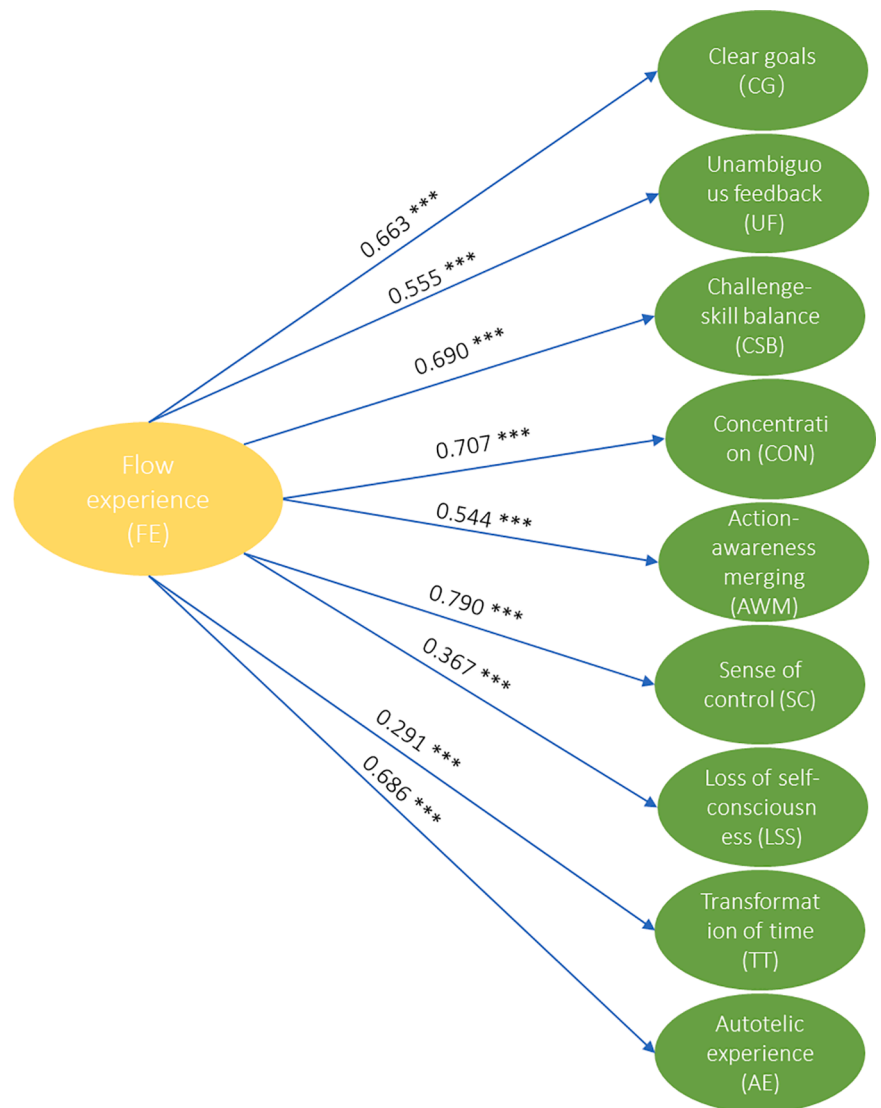 Clear goals
(CG)
Unambiguo
us feedback
(UF)
Challenge-
skill balance
(CSB)
Concentrati
on (CON)
Action-
awareness
merging
(AWM)
Sense of
control (SC)
Loss of self-
consciousn
ess (LSS)
Transformat
ion of time
(TT)
Autotelic
experience
(AE)
Flow
experience
(FE)
0.663 ***
0.555 ***
0.690 ***
0.707 ***
0.544 ***
0.790 ***
0.367 ***
0.291 ***
0.686 ***